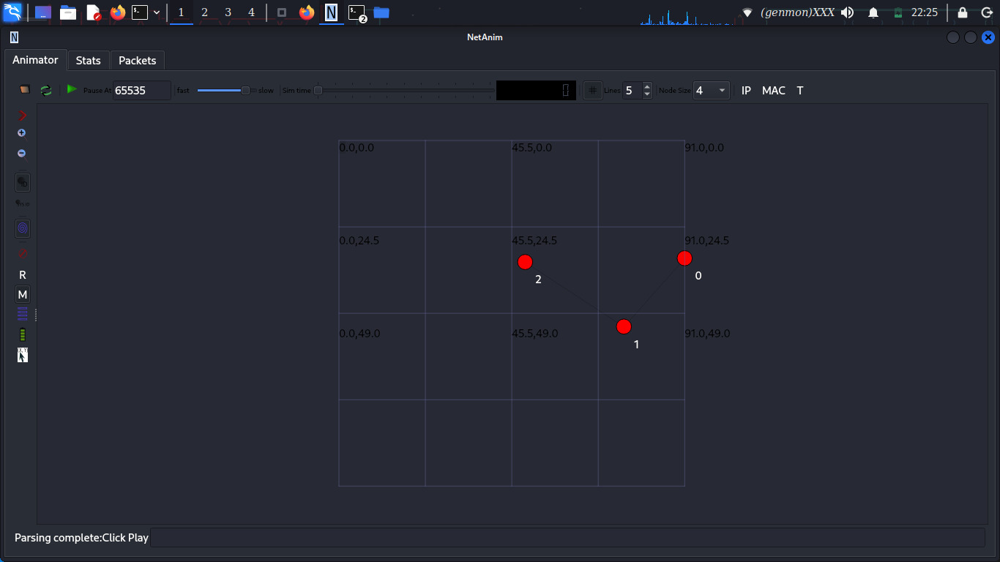 1 2 3 4 2 (genmon)XXX 22:25
NetAnim
Animator Stats Packets
Pause At 65535 fast slow Sim time 0 Lines 5 Node Size 4 IP MAC T
0.0,0.0 45.5,0.0 91.0,0.0
0.0,24.5 45.5,24.5 91.0,24.5
2 0
R
M
0.0,49.0 45.5,49.0 91.0,49.0
1
Parsing complete:Click Play